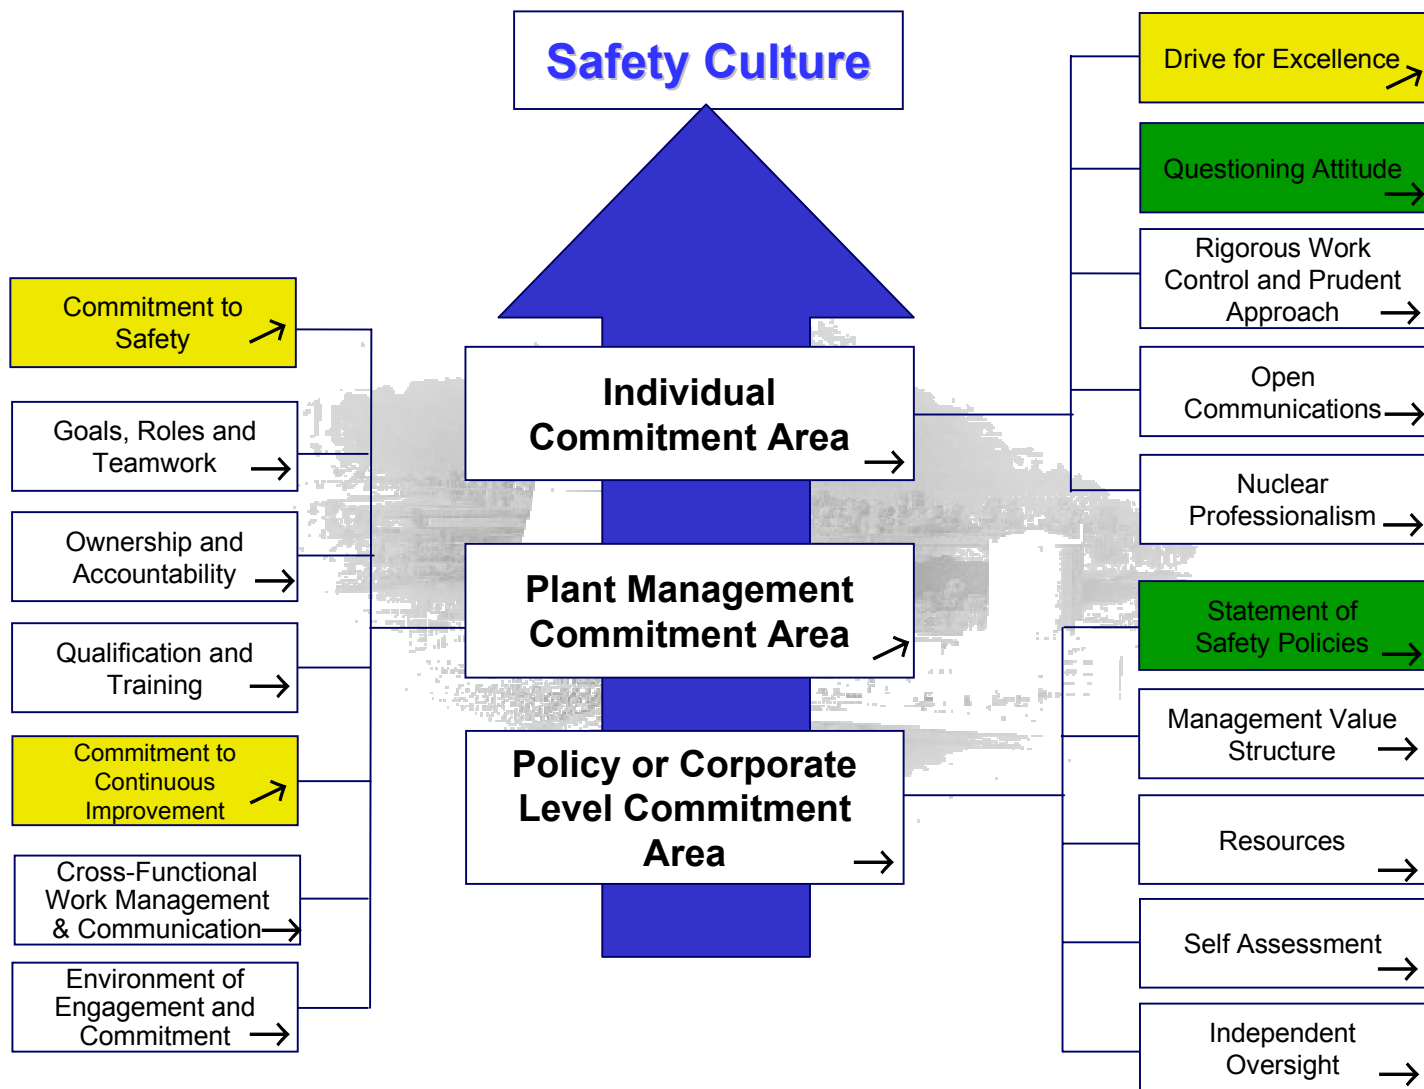 Safety Culture
Individual
Commitment Area
Plant Management
Commitment Area
Policy or Corporate
Level Commitment
Area
Commitment to
Safety
Goals, Roles and
Teamwork
Ownership and
Accountability
Qualification and
Training
Commitment to
Continuous
Improvement
Cross-Functional
Work Management
& Communication
Environment of
Engagement and
Commitment
Drive for Excellence
Questioning Attitude
Rigorous Work
Control and Prudent
Approach
Open
Communications
Nuclear
Professionalism
Statement of
Safety Policies
Management Value
Structure
Resources
Self Assessment
Independent
Oversight